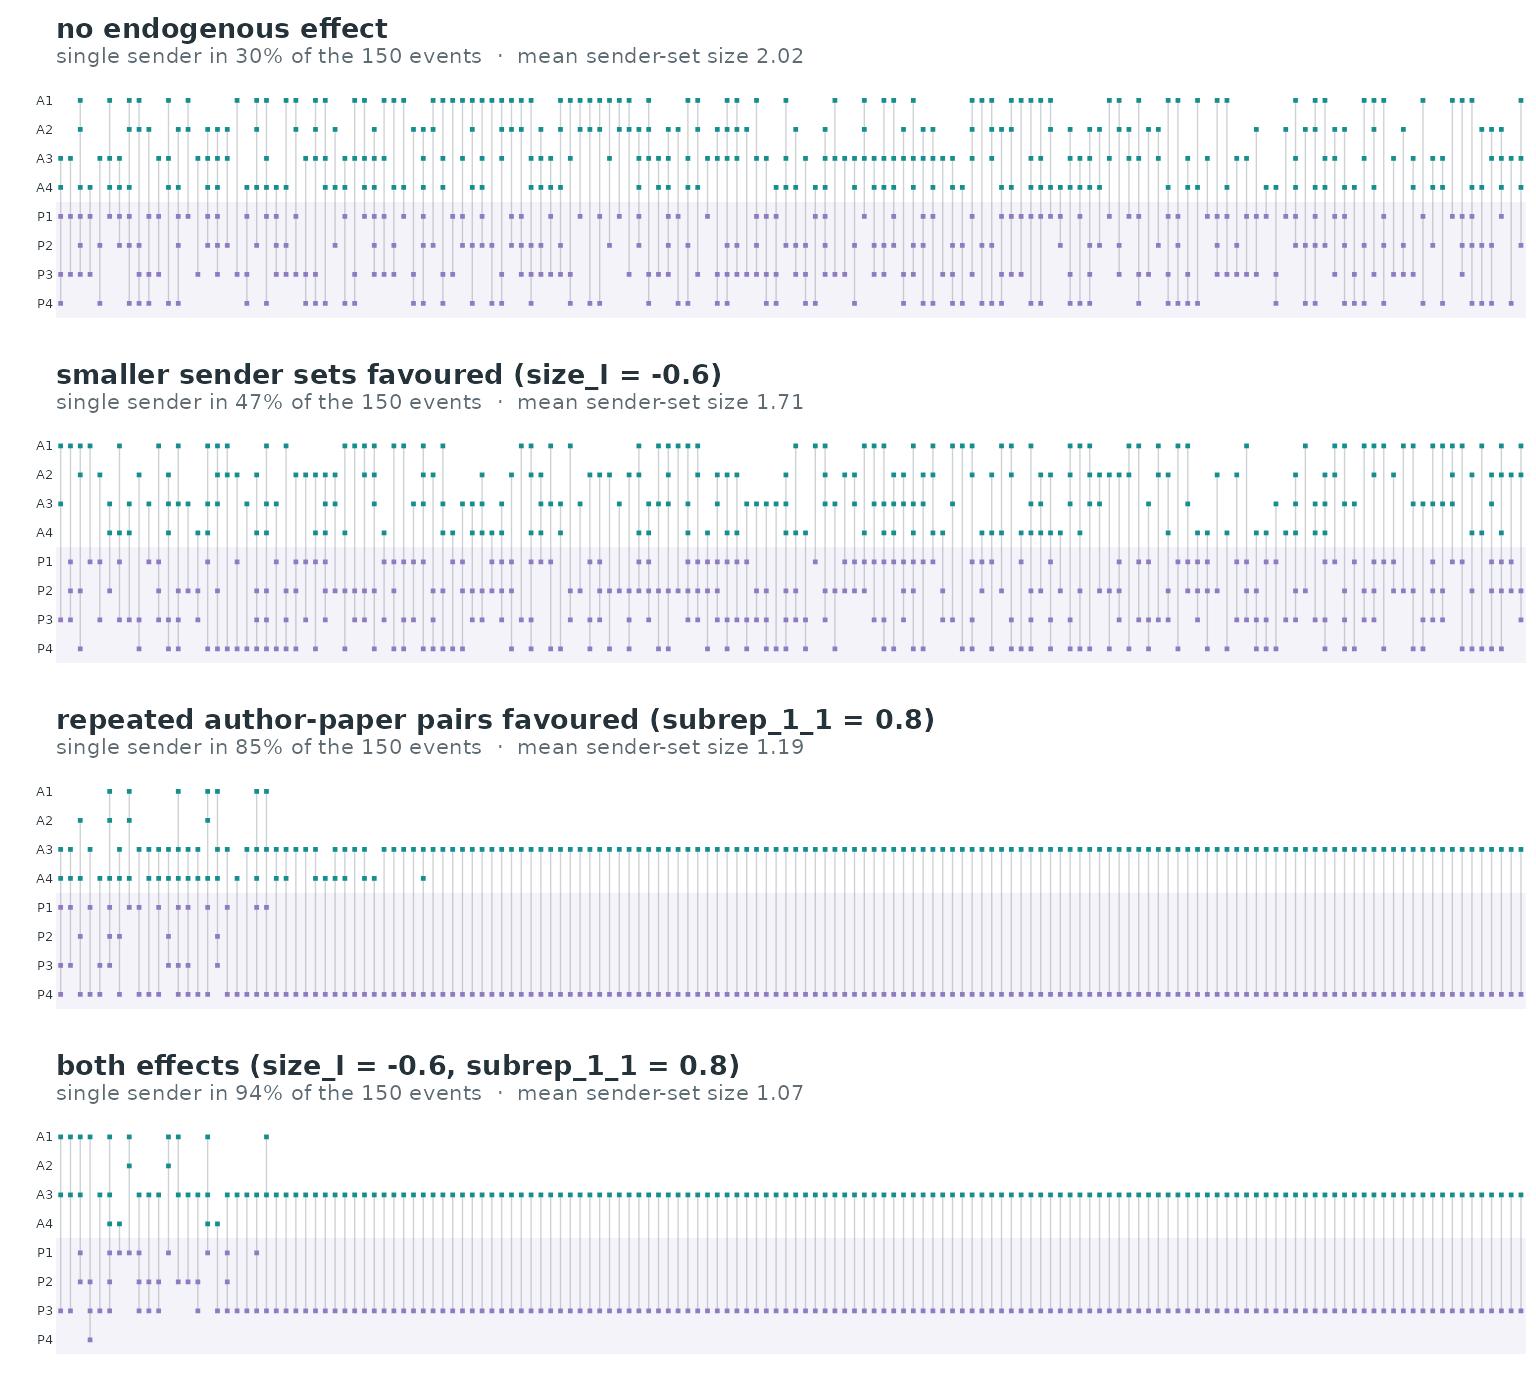 no endogenous effect
single sender in 30% of the 150 events · mean sender-set size 2.02
A1
A2
A3
A4
P1
P2
P3
P4
smaller sender sets favoured (size_I = -0.6)
single sender in 47% of the 150 events · mean sender-set size 1.71
A1
A2
A3
A4
P1
P2
P3
P4
repeated author-paper pairs favoured (subrep_1_1 = 0.8)
single sender in 85% of the 150 events · mean sender-set size 1.19
A1
A2
A3
A4
P1
P2
P3
P4
both effects (size_I = -0.6, subrep_1_1 = 0.8)
single sender in 94% of the 150 events · mean sender-set size 1.07
A1
A2
A3
A4
P1
P2
P3
P4